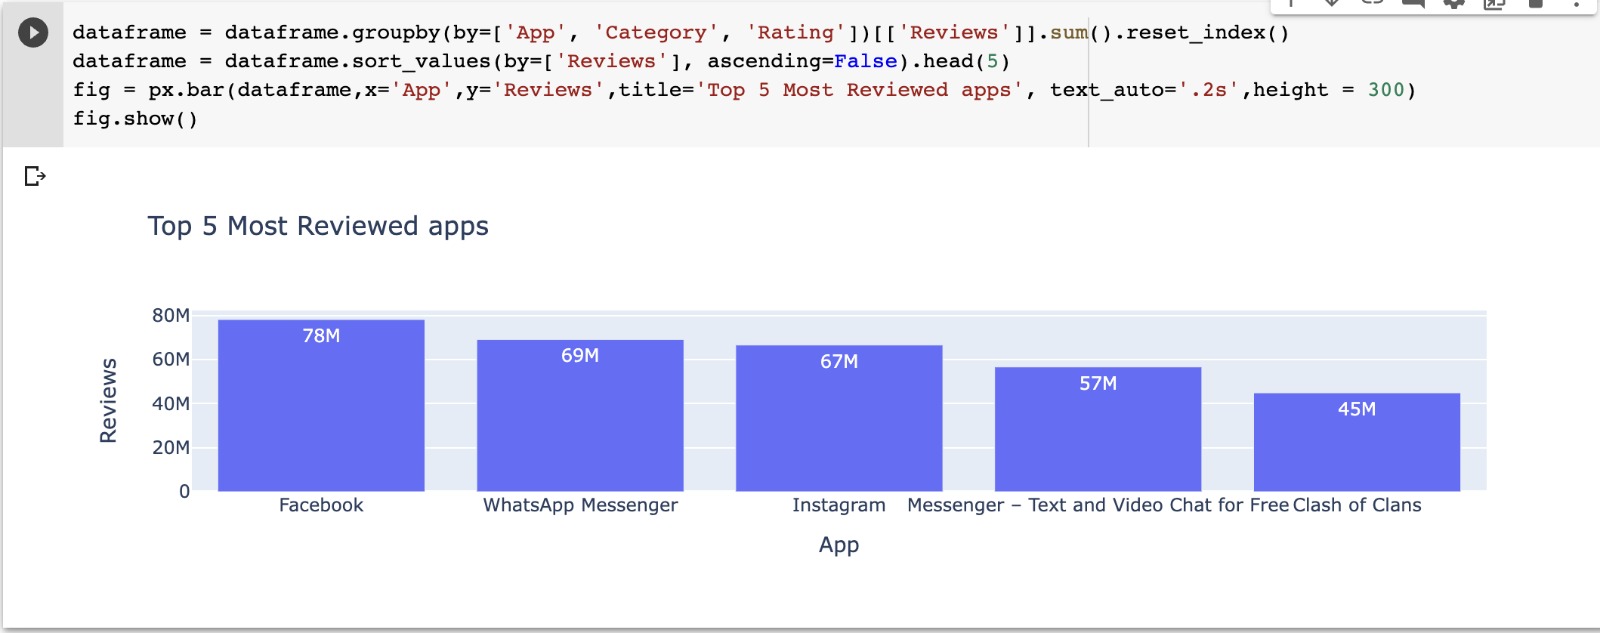 dataframe = dataframe.groupby(by=['App', 'Category', 'Rating'])[['Reviews']].sum().reset_index()
dataframe = dataframe.sort_values(by=['Reviews'], ascending=False).head(5)
fig = px.bar(dataframe,x='App',y='Reviews',title='Top 5 Most Reviewed apps', text_auto='.2s',height = 300)
fig.show()
Top 5 Most Reviewed apps
80M
60M
40M
20M
0
Reviews
78M
69M
67M
57M
45M
Facebook
WhatsApp Messenger
Instagram
Messenger – Text and Video Chat for Free
Clash of Clans
App